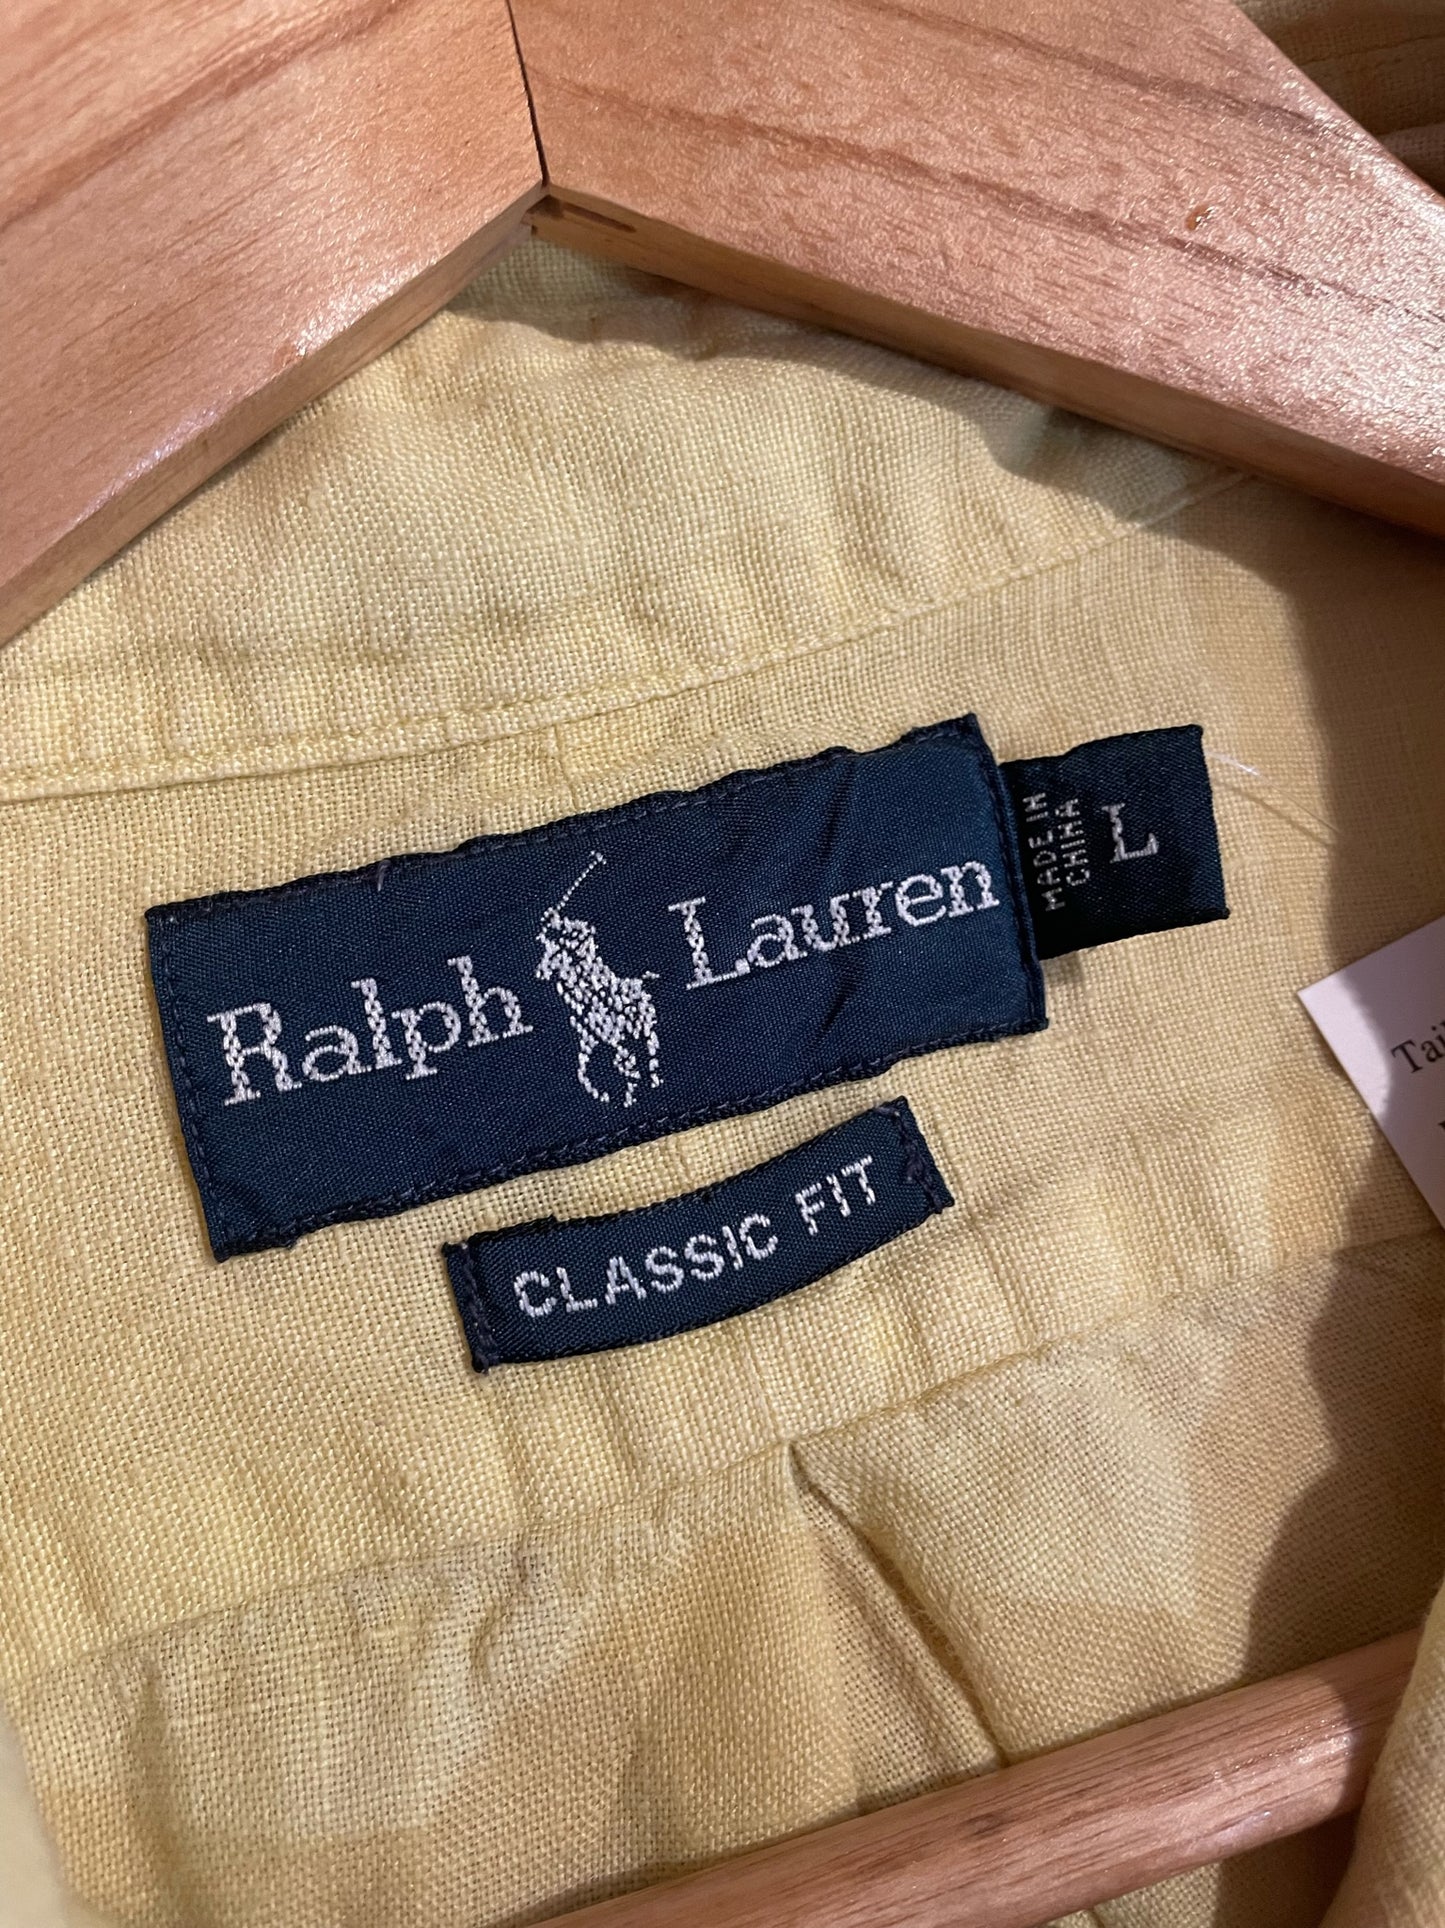 Ralph Lauren
MADE IN
CHINA
L
CLASSIC FIT